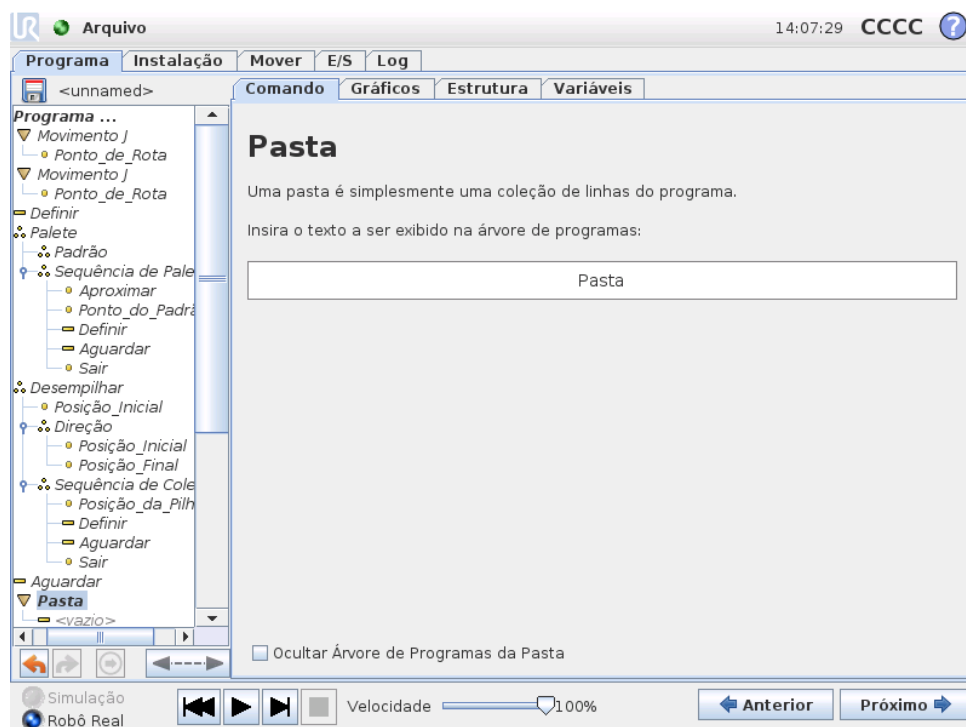 UR Arquivo 14:07:29 CCCC ?
Programa Instalação Mover E/S Log
<unnamed>
Comando Gráficos Estrutura Variáveis
Programa ...
Movimento J
Ponto_de_Rota
Movimento J
Ponto_de_Rota
Definir
Palete
Padrão
Sequência de Pale
Aproximar
Ponto_do_Padrã
Definir
Aguardar
Sair
Desempilhar
Posição_Inicial
Direção
Posição_Inicial
Posição_Final
Sequência de Cole
Posição_da_Pilh
Definir
Aguardar
Sair
Aguardar
Pasta
<vazio>
Pasta
Uma pasta é simplesmente uma coleção de linhas do programa.
Insira o texto a ser exibido na árvore de programas:
Pasta
Ocultar Árvore de Programas da Pasta
Simulação
Robô Real
Velocidade 100%
Anterior Próximo